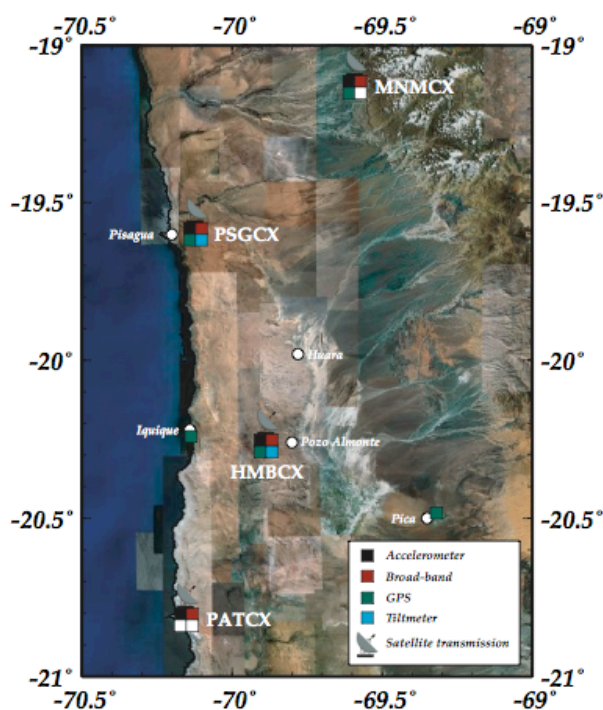 -70.5° -70° -69.5° -69°
-19° -19°
MNMCX
-19.5° -19.5°
PSGCX
Pisagua
-20° -20°
Huara
Iquique
Pozo Almonte
HMBCX
-20.5° -20.5°
Pica
Accelerometer
Broad-band
GPS
Tiltmeter
Satellite transmission
PATCX
-21° -21°
-70.5° -70° -69.5° -69°